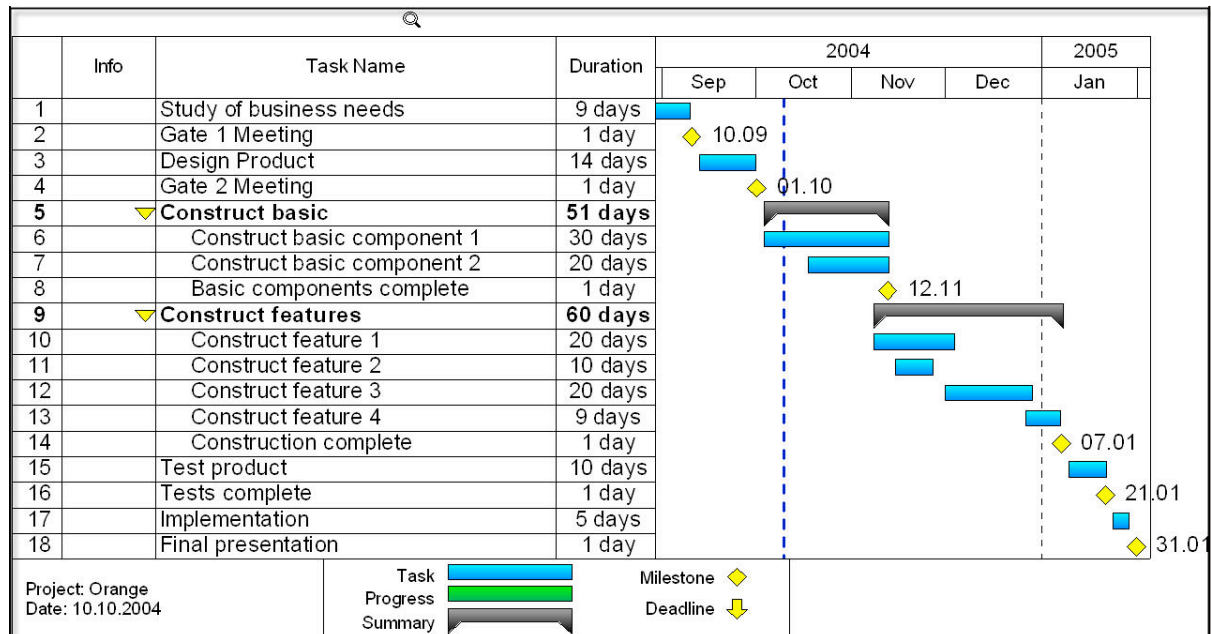 Info Task Name Duration 2004 2005
Sep Oct Nov Dec Jan
1 Study of business needs 9 days
2 Gate 1 Meeting 1 day 10.09
3 Design Product 14 days
4 Gate 2 Meeting 1 day 01.10
5 Construct basic 51 days
6 Construct basic component 1 30 days
7 Construct basic component 2 20 days
8 Basic components complete 1 day 12.11
9 Construct features 60 days
10 Construct feature 1 20 days
11 Construct feature 2 10 days
12 Construct feature 3 20 days
13 Construct feature 4 9 days
14 Construction complete 1 day 07.01
15 Test product 10 days
16 Tests complete 1 day 21.01
17 Implementation 5 days
18 Final presentation 1 day 31.01
Project: Orange
Date: 10.10.2004
Task
Progress
Summary
Milestone
Deadline